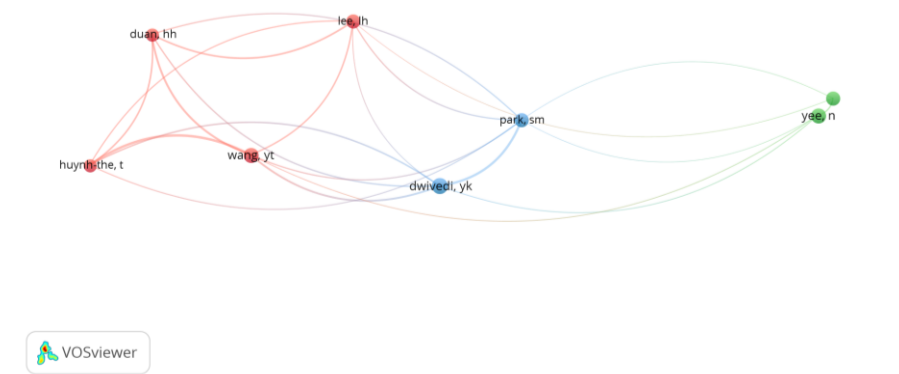 lee, lh
duan, hh
park, sm
yee, n
wang, yt
huynh-the, t
dwivedi, yk
VOSviewer